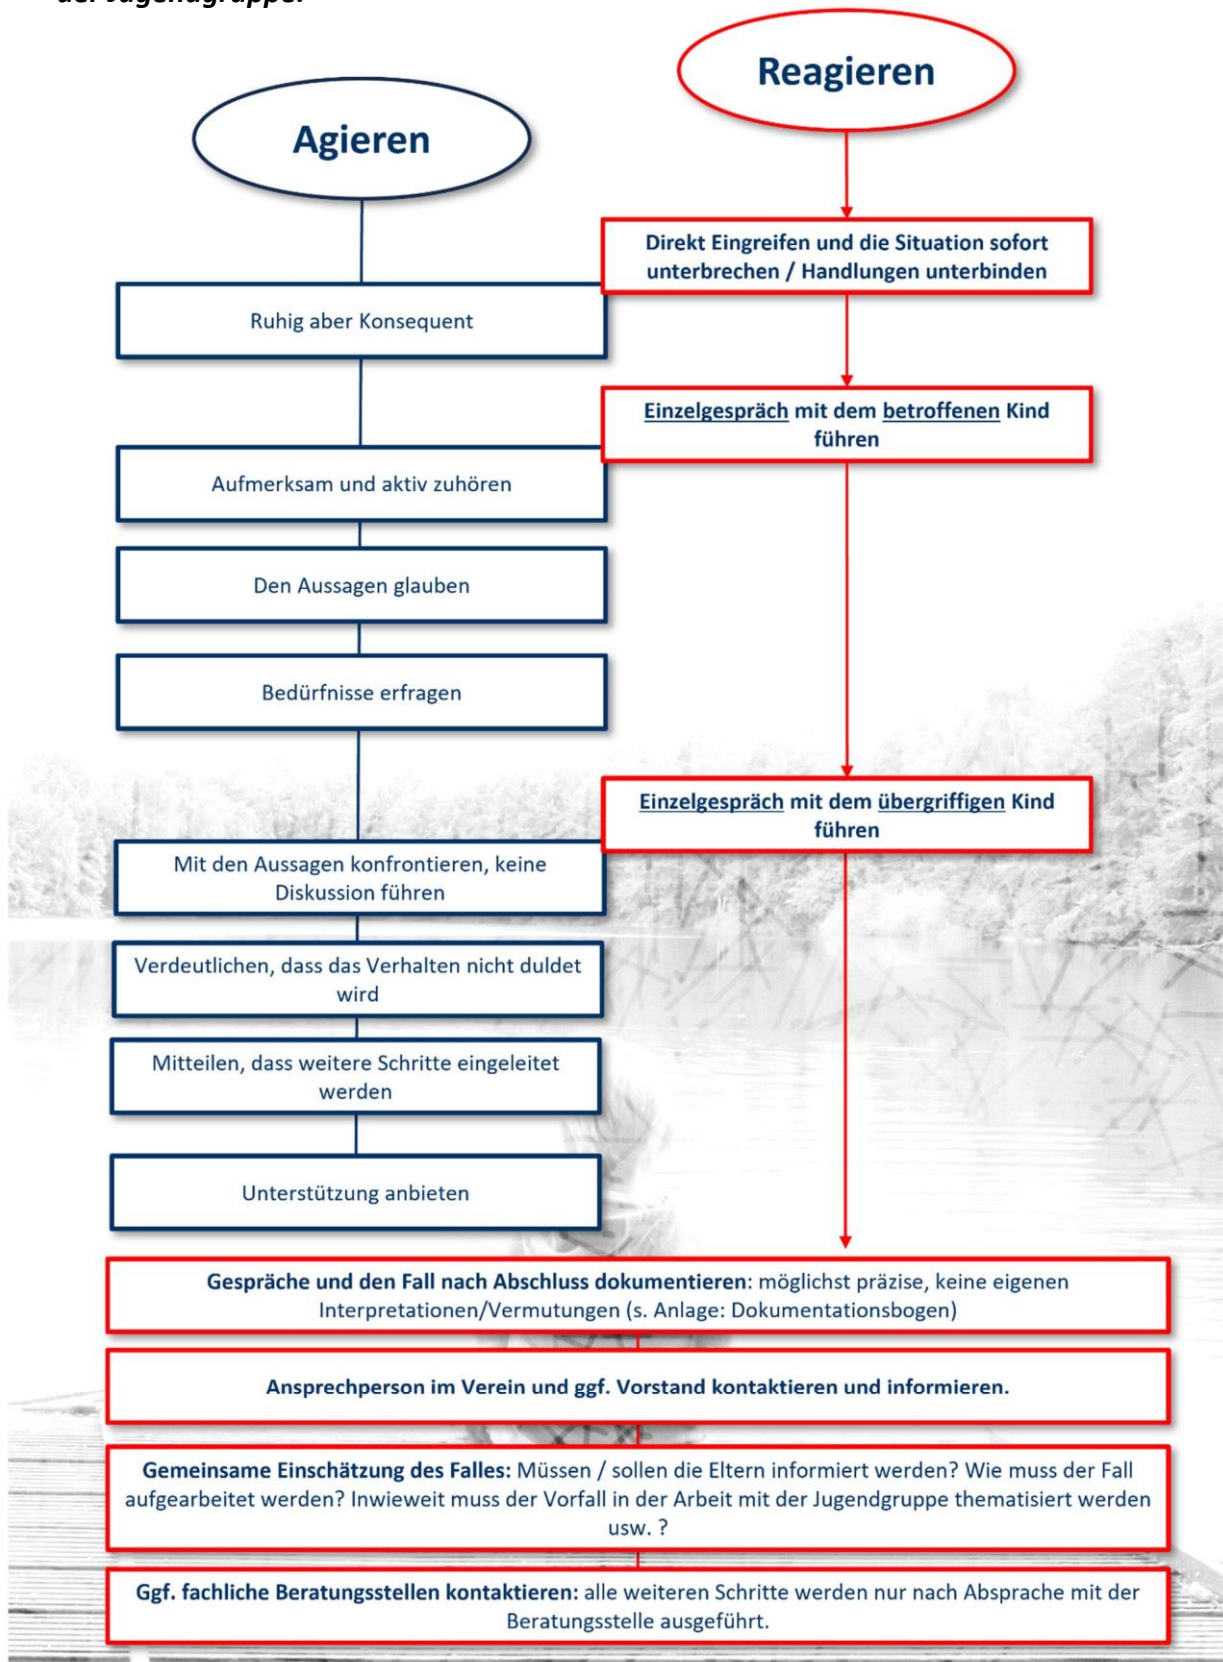 der Jugendgruppe.
Reagieren
Agieren
Direkt Eingreifen und die Situation sofort
unterbrechen / Handlungen unterbinden
Ruhig aber Konsequent
Einzelgespräch mit dem betroffenen Kind
führen
Aufmerksam und aktiv zuhören
Den Aussagen glauben
Bedürfnisse erfragen
Einzelgespräch mit dem übergriffigen Kind
führen
Mit den Aussagen konfrontieren, keine
Diskussion führen
Verdeutlichen, dass das Verhalten nicht duldet
wird
Mitteilen, dass weitere Schritte eingeleitet
werden
Unterstützung anbieten
Gespräche und den Fall nach Abschluss dokumentieren: möglichst präzise, keine eigenen
Interpretationen/Vermutungen (s. Anlage: Dokumentationsbogen)
Ansprechperson im Verein und ggf. Vorstand kontaktieren und informieren.
Gemeinsame Einschätzung des Falles: Müssen / sollen die Eltern informiert werden? Wie muss der Fall
aufgearbeitet werden? Inwieweit muss der Vorfall in der Arbeit mit der Jugendgruppe thematisiert werden
usw. ?
Ggf. fachliche Beratungsstellen kontaktieren: alle weiteren Schritte werden nur nach Absprache mit der
Beratungsstelle ausgeführt.